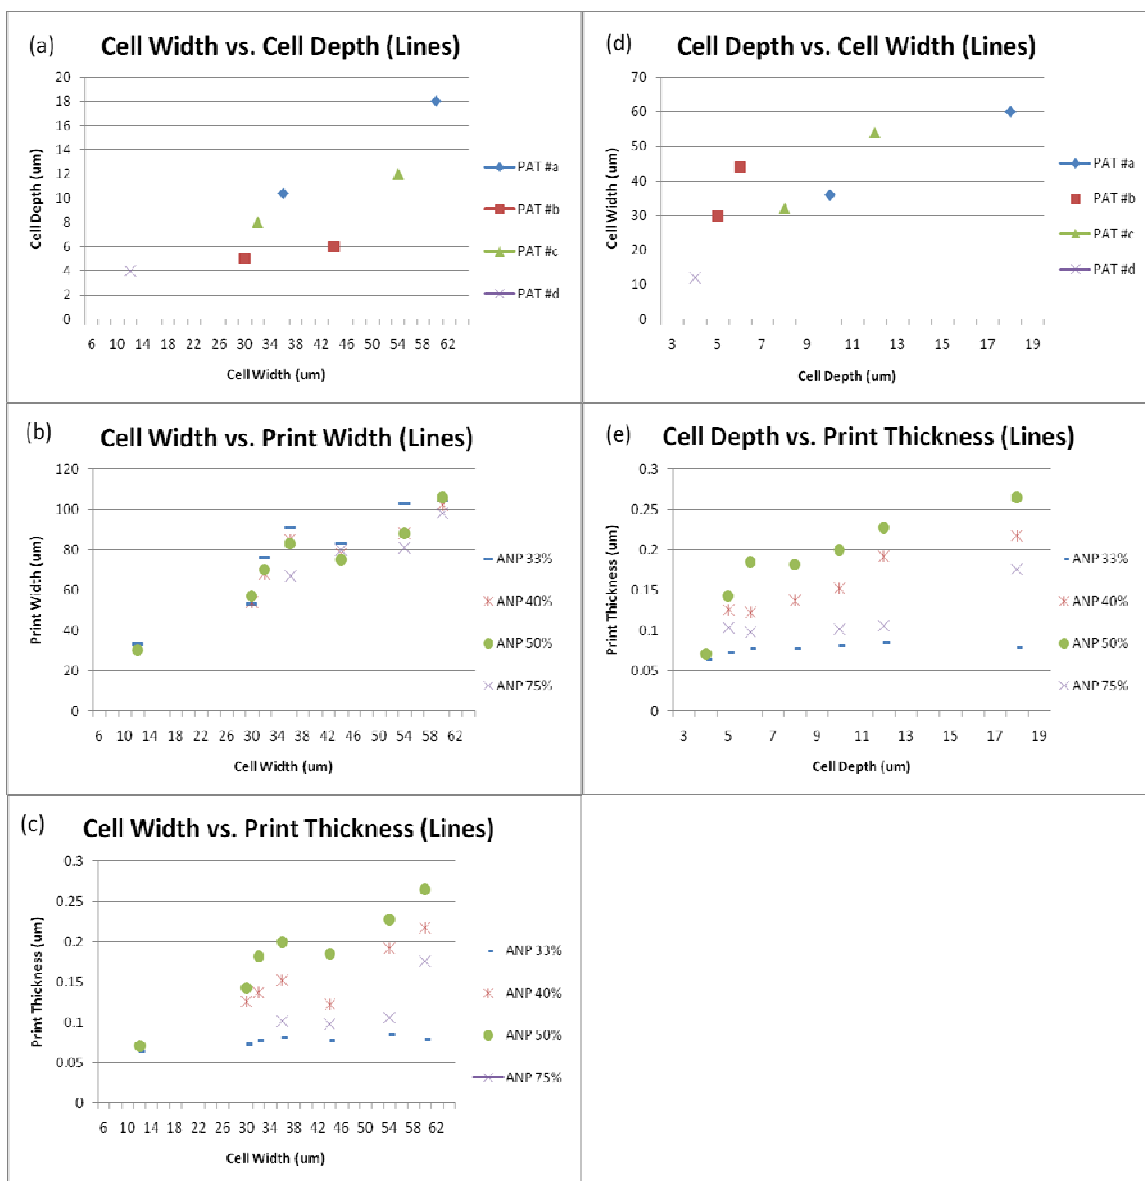 (a)
Cell Width vs. Cell Depth (Lines)
Cell Depth (um)
20
18
16
14
12
10
8
6
4
2
0
6 10 14 18 22 26 30 34 38 42 46 50 54 58 62
Cell Width (um)
PAT #a
PAT #b
PAT #c
PAT #d
(d)
Cell Depth vs. Cell Width (Lines)
Cell Width (um)
70
60
50
40
30
20
10
0
3 5 7 9 11 13 15 17 19
Cell Depth (um)
PAT #a
PAT #b
PAT #c
PAT #d
(b)
Cell Width vs. Print Width (Lines)
Print Width (um)
120
100
80
60
40
20
0
6 10 14 18 22 26 30 34 38 42 46 50 54 58 62
Cell Width (um)
ANP 33%
ANP 40%
ANP 50%
ANP 75%
(e)
Cell Depth vs. Print Thickness (Lines)
Print Thickness (um)
0.3
0.25
0.2
0.15
0.1
0.05
0
3 5 7 9 11 13 15 17 19
Cell Depth (um)
ANP 33%
ANP 40%
ANP 50%
ANP 75%
(c)
Cell Width vs. Print Thickness (Lines)
Print Thickness (um)
0.3
0.25
0.2
0.15
0.1
0.05
0
6 10 14 18 22 26 30 34 38 42 46 50 54 58 62
Cell Width (um)
ANP 33%
ANP 40%
ANP 50%
ANP 75%